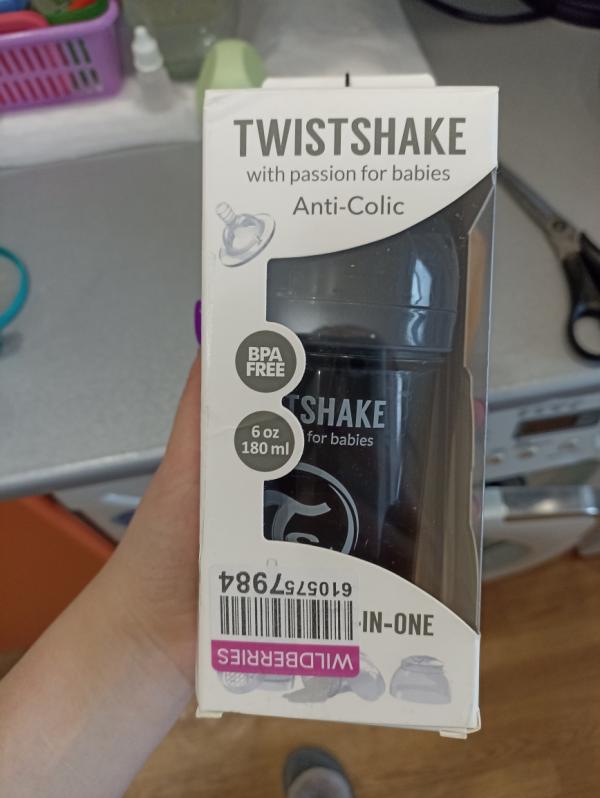 TWISTSHAKE
with passion for babies
Anti-Colic
BPA
FREE
TSHAKE
for babies
6 oz
180 ml
6105757984
WILDBERRIES
-IN-ONE